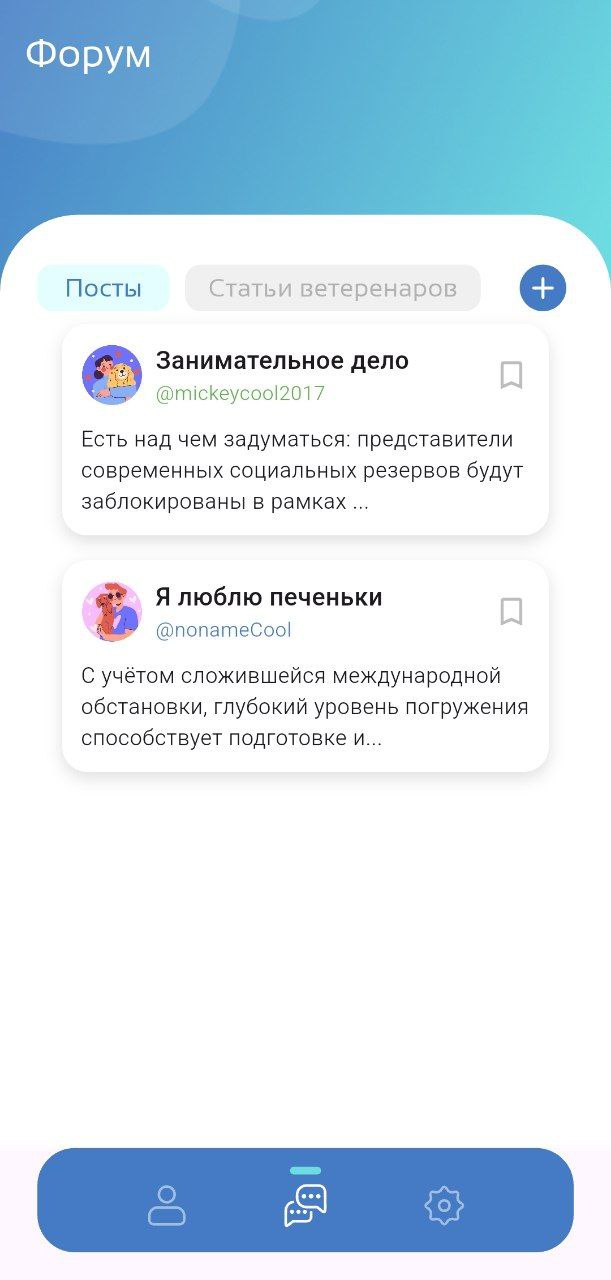 Форум
Посты
Статьи ветеренаров
Занимательное дело
@mickeycool2017
Есть над чем задуматься: представители
современных социальных резервов будут
заблокированы в рамках ...
Я люблю печеньки
@nonameCool
С учётом сложившейся международной
обстановки, глубокий уровень погружения
способствует подготовке и...